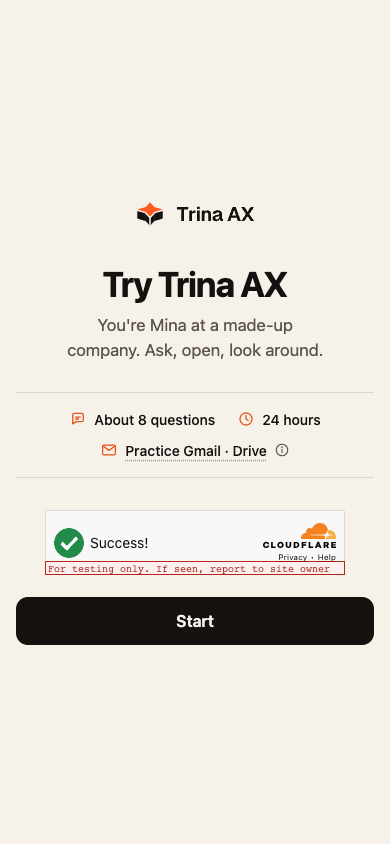 Trina AX
Try Trina AX
You're Mina at a made-up
company. Ask, open, look around.
About 8 questions
24 hours
Practice Gmail · Drive
Success!
CLOUDFLARE
Privacy · Help
For testing only. If seen, report to site owner
Start